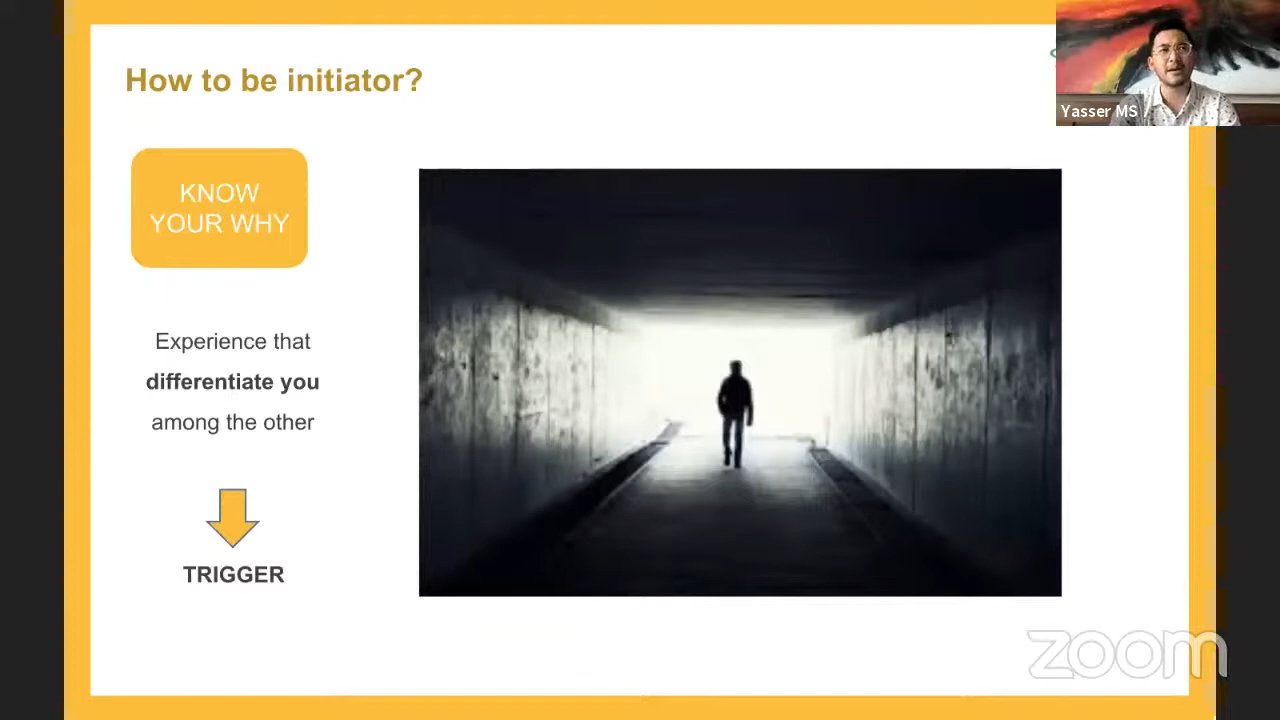 How to be initiator?
Yasser MS
KNOW
YOUR WHY
Experience that
differentiate you
among the other
TRIGGER
zoom